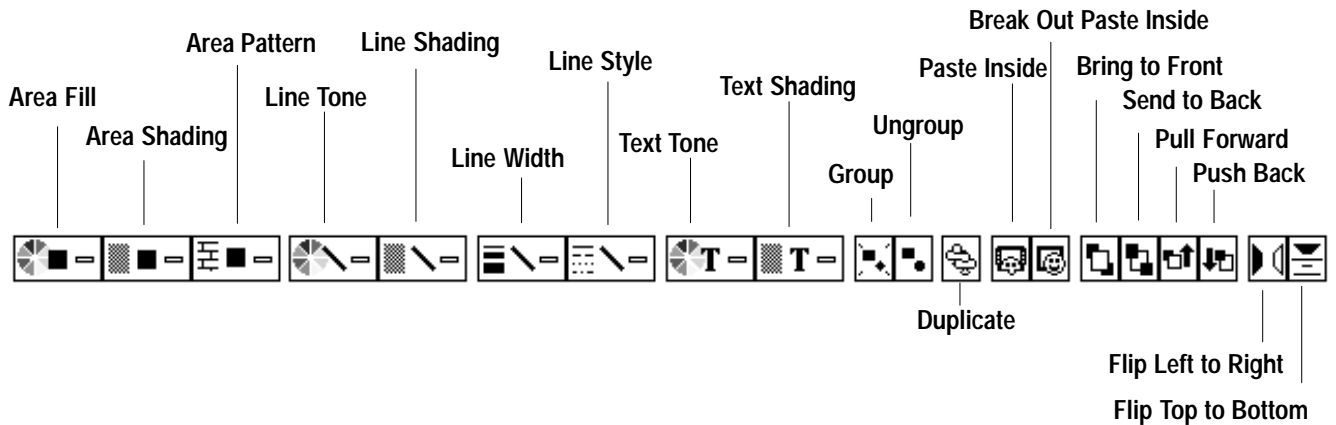 Break Out Paste Inside
Area Pattern
Line Shading
Line Style
Paste Inside
Bring to Front
Area Fill
Line Tone
Text Shading
Send to Back
Area Shading
Ungroup
Pull Forward
Line Width
Text Tone
Group
Push Back
T
T
Duplicate
Flip Left to Right
Flip Top to Bottom